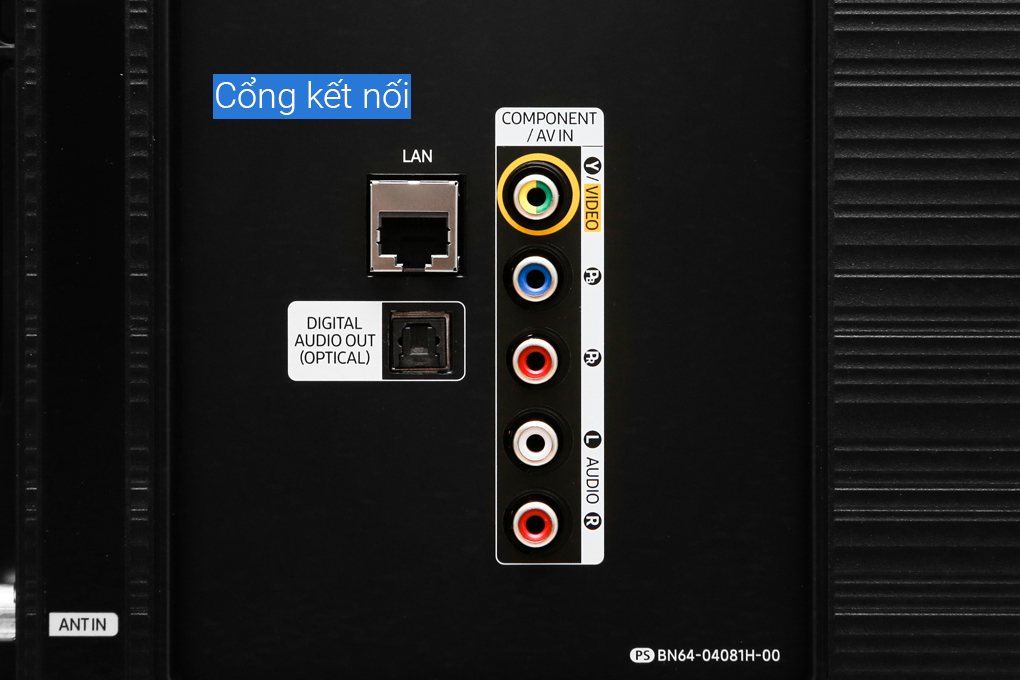 Cổng kết nối
COMPONENT
/ AV IN
LAN
Y / VIDEO
PB
DIGITAL
AUDIO OUT
(OPTICAL)
PR
L AUDIO R
ANT IN
PS BN64-04081H-00